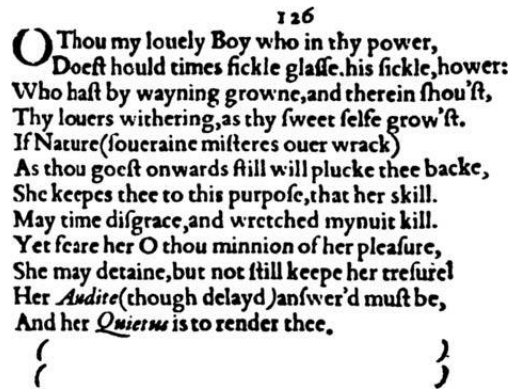 126
O Thou my louely Boy who in thy power,
Doeſt hould times fickle glaſſe.his ſickle,hower:
Who haſt by wayning growne,and therein ſhou'ſt,
Thy louers withering,as thy ſweet ſelfe grow'ſt.
If Nature(ſoueraine miſteres ouer wrack)
As thou goeſt onwards ſtill will plucke thee backe,
She keepes thee to this purpoſe,that her skill.
May time diſgrace,and wretched mynuit kill.
Yet feare her O thou minnion of her pleaſure,
She may detaine,but not ſtill keepe her treſure!
Her Audite(though delayd)anſwer'd muſt be,
And her Quietus is to render thee.
( )
( )